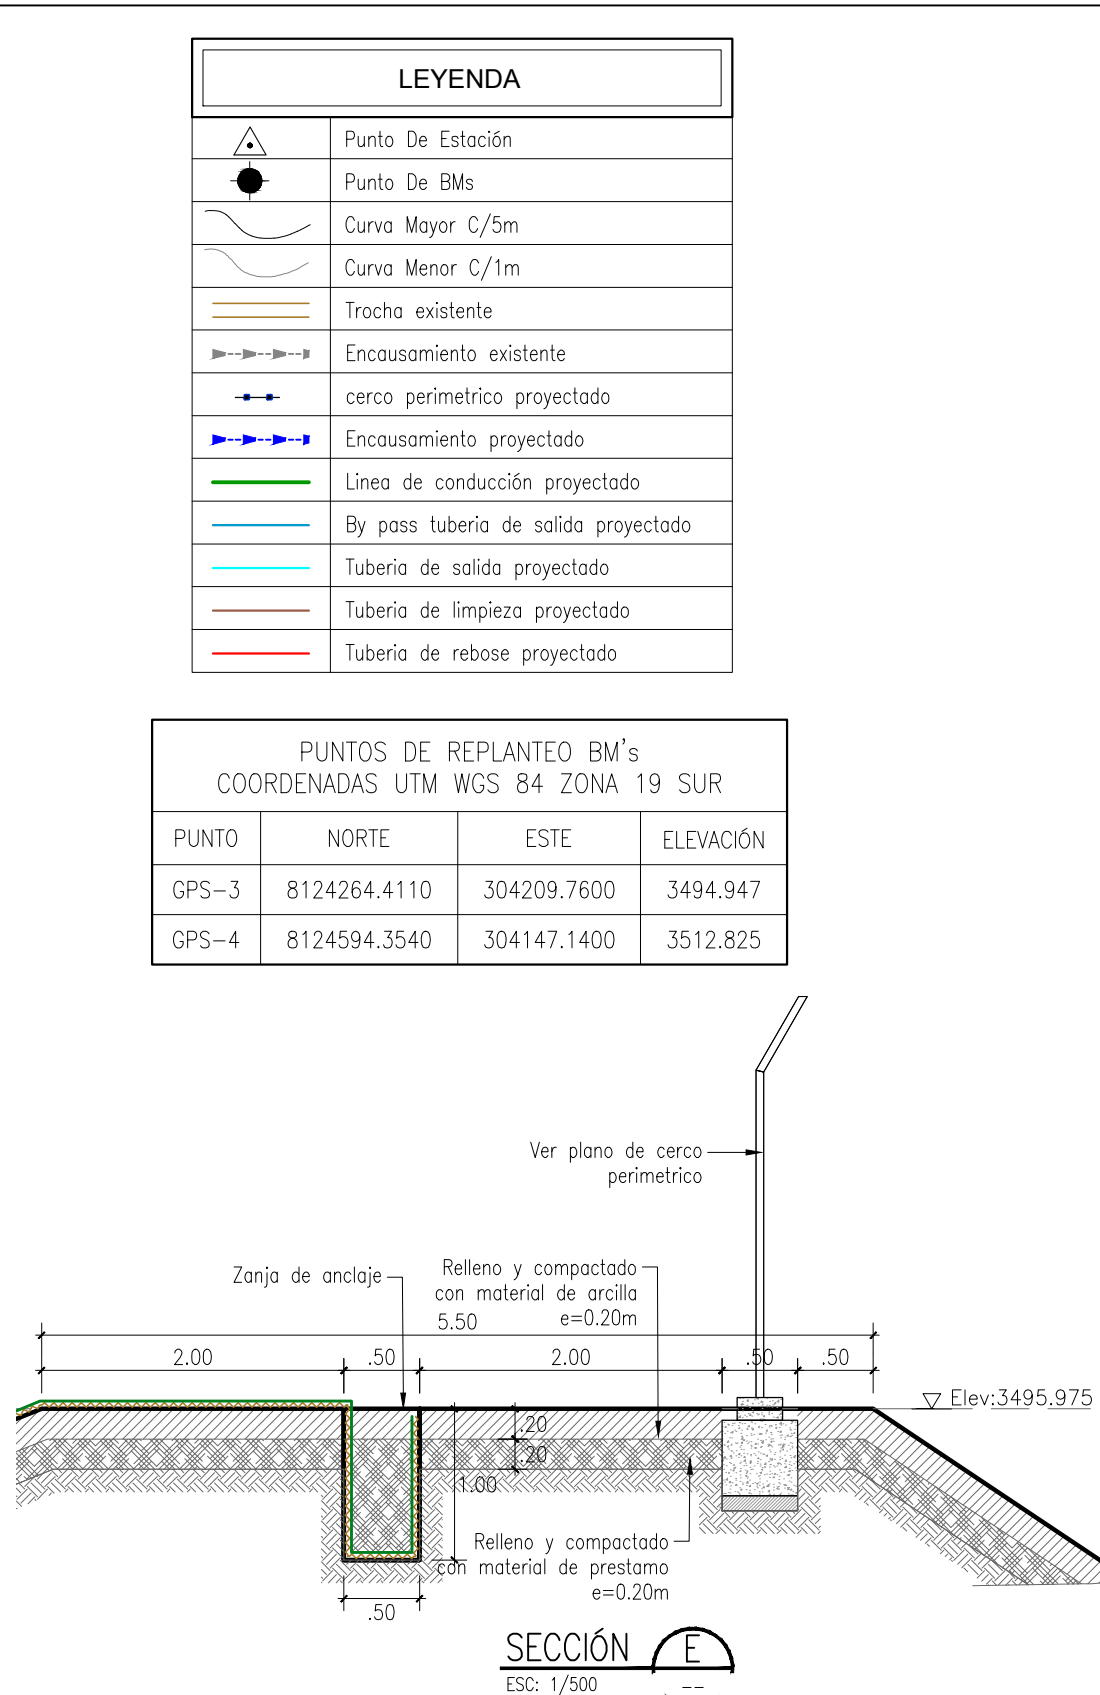 LEYENDA
Punto De Estación
Punto De BMs
Curva Mayor C/5m
Curva Menor C/1m
Trocha existente
Encausamiento existente
cerco perimetrico proyectado
Encausamiento proyectado
Linea de conducción proyectado
By pass tuberia de salida proyectado
Tuberia de salida proyectado
Tuberia de limpieza proyectado
Tuberia de rebose proyectado
PUNTOS DE REPLANTEO BM's
COORDENADAS UTM WGS 84 ZONA 19 SUR
PUNTO NORTE ESTE ELEVACIÓN
GPS-3 8124264.4110 304209.7600 3494.947
GPS-4 8124594.3540 304147.1400 3512.825
Ver plano de cerco
perimetrico
Zanja de anclaje
Relleno y compactado
con material de arcilla
e=0.20m
5.50
2.00 .50 2.00 .50 .50
Elev:3495.975
.20
.20
1.00
Relleno y compactado
con material de prestamo
e=0.20m
.50
SECCIÓN E
ESC: 1/500 --